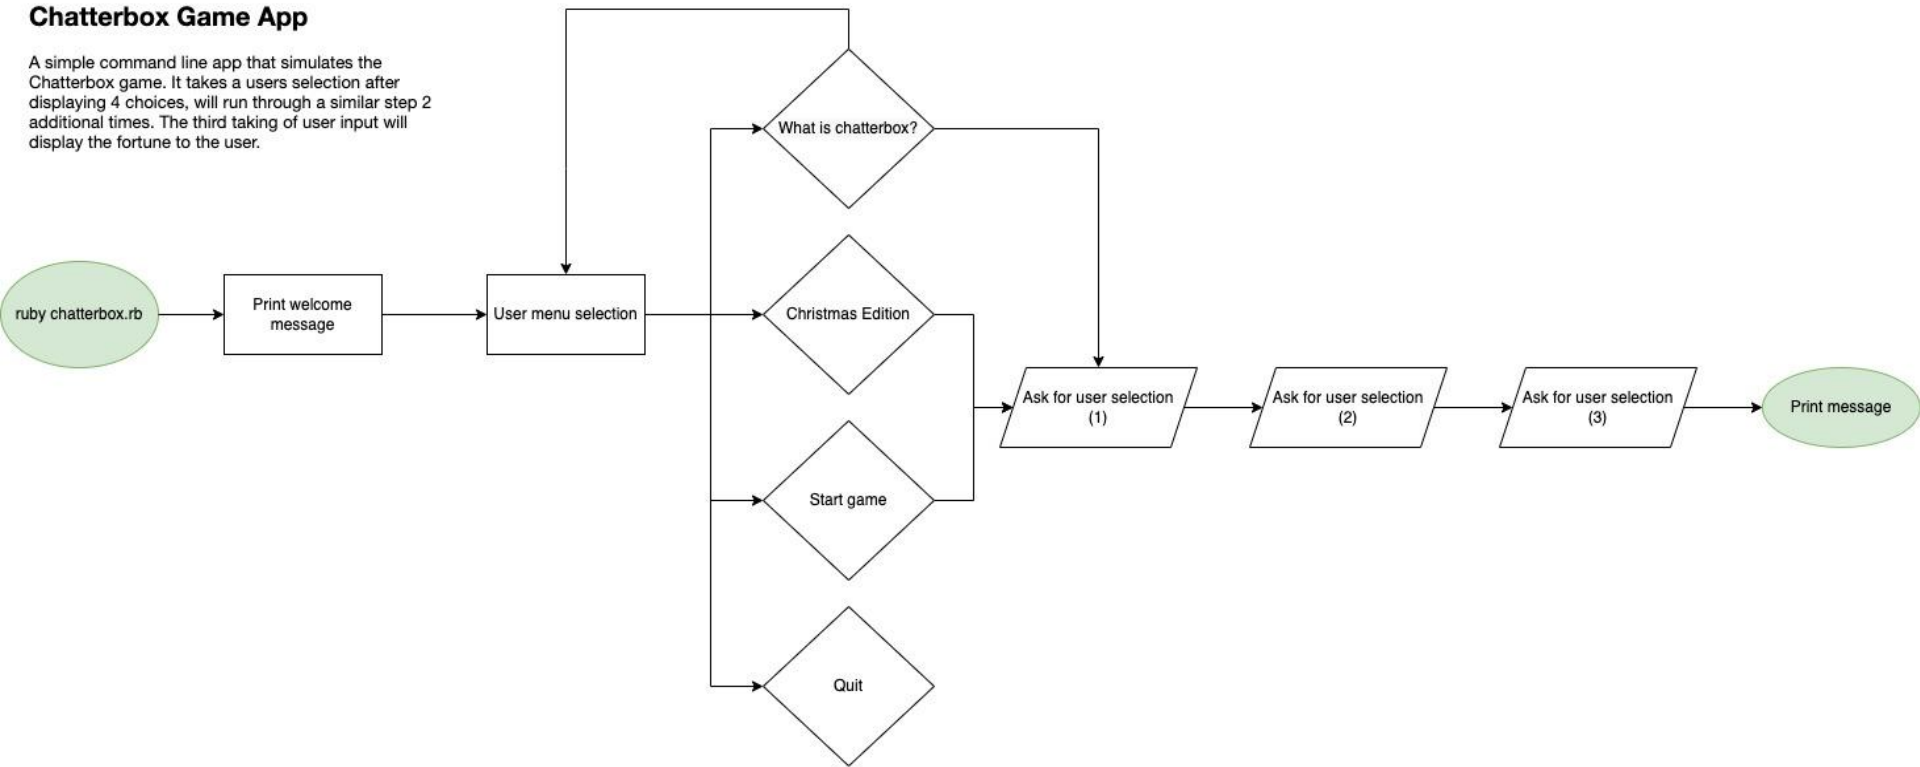 Chatterbox Game App
A simple command line app that simulates the
Chatterbox game. It takes a users selection after
displaying 4 choices, will run through a similar step 2
additional times. The third taking of user input will
display the fortune to the user.
What is chatterbox?
ruby chatterbox.rb
Print welcome
message
User menu selection
Christmas Edition
Ask for user selection
(1)
Ask for user selection
(2)
Ask for user selection
(3)
Print message
Start game
Quit